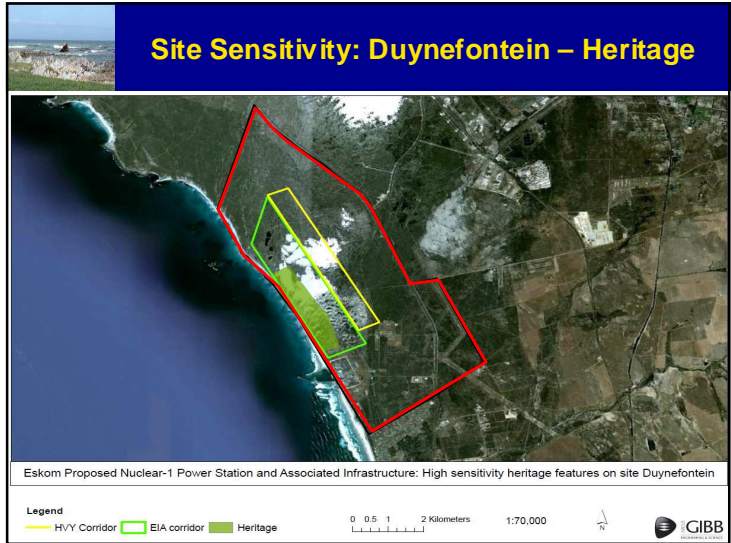 Site Sensitivity: Duynefontein – Heritage
Eskom Proposed Nuclear-1 Power Station and Associated Infrastructure: High sensitivity heritage features on site Duynefontein
Legend
HVY Corridor EIA corridor Heritage
0 0.5 1 2 Kilometers
1:70,000
N
GIBB